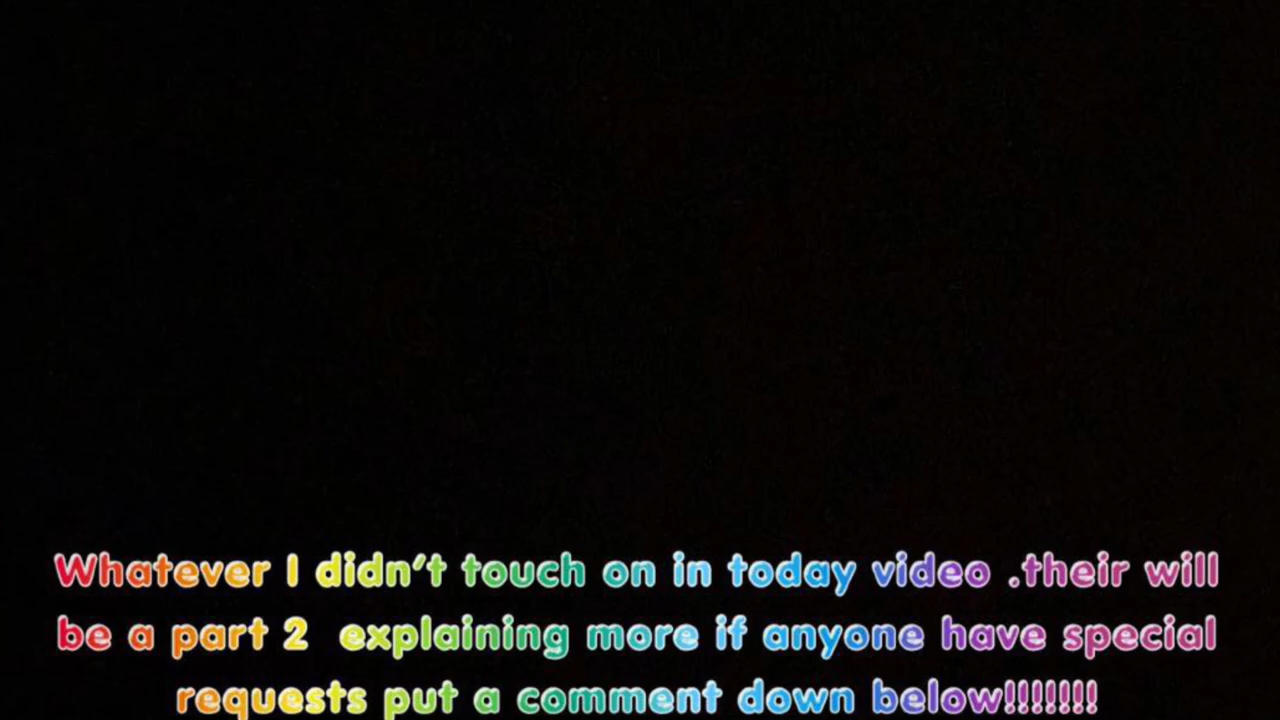 Whatever I didn't touch on in today video .their will
be a part 2  explaining more if anyone have special
requests put a comment down below!!!!!!!